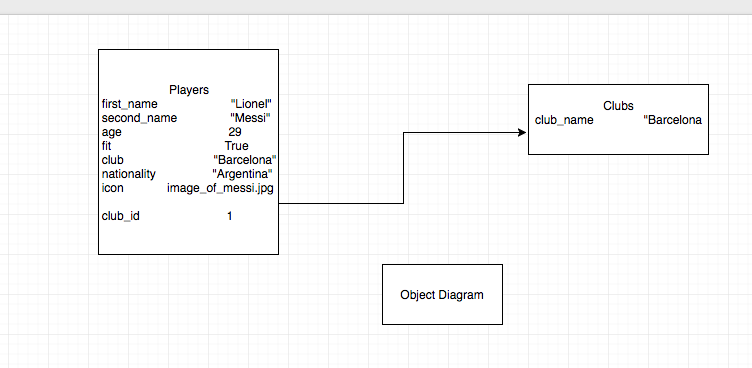 Players
first_name "Lionel"
second_name "Messi"
age 29
fit True
club "Barcelona"
nationality "Argentina"
icon image_of_messi.jpg
club_id 1
Clubs
club_name "Barcelona
Object Diagram